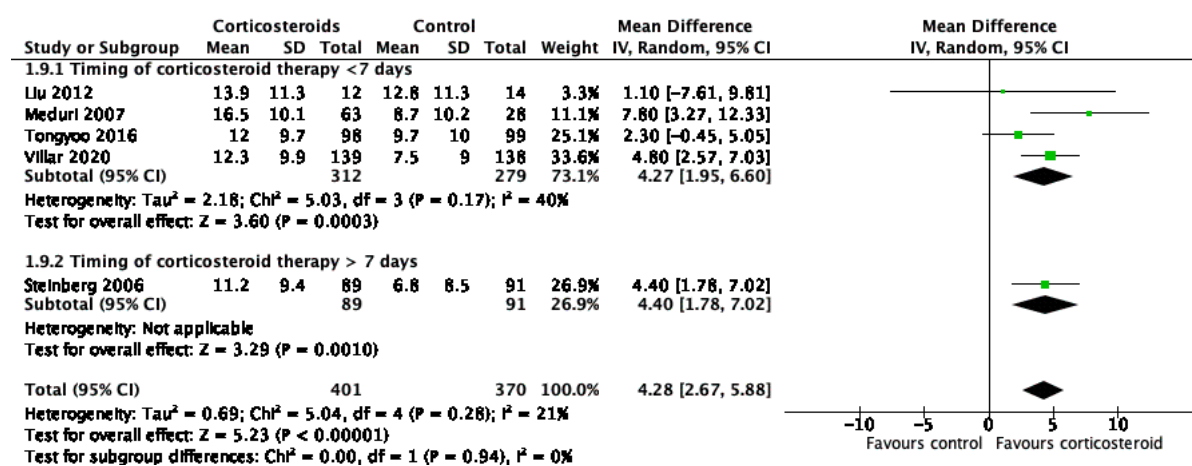 Corticosteroids Control Mean Difference Mean Difference
Study or Subgroup Mean SD Total Mean SD Total Weight IV, Random, 95% CI IV, Random, 95% CI
1.9.1 Timing of corticosteroid therapy <7 days
Liu 2012 13.9 11.3 12 12.8 11.3 14 3.3% 1.10 [-7.61, 9.81]
Meduri 2007 16.5 10.1 63 8.7 10.2 28 11.1% 7.80 [3.27, 12.33]
Tongyoo 2016 12 9.7 98 9.7 10 99 25.1% 2.30 [-0.45, 5.05]
Villar 2020 12.3 9.9 139 7.5 9 138 33.6% 4.80 [2.57, 7.03]
Subtotal (95% CI) 312 279 73.1% 4.27 [1.95, 6.60]
Heterogeneity: Tau² = 2.18; Chi² = 5.03, df = 3 (P = 0.17); I² = 40%
Test for overall effect: Z = 3.60 (P = 0.0003)
1.9.2 Timing of corticosteroid therapy > 7 days
Steinberg 2006 11.2 9.4 89 6.8 8.5 91 26.9% 4.40 [1.78, 7.02]
Subtotal (95% CI) 89 91 26.9% 4.40 [1.78, 7.02]
Heterogeneity: Not applicable
Test for overall effect: Z = 3.29 (P = 0.0010)
Total (95% CI) 401 370 100.0% 4.28 [2.67, 5.88]
Heterogeneity: Tau² = 0.69; Chi² = 5.04, df = 4 (P = 0.28); I² = 21%
Test for overall effect: Z = 5.23 (P < 0.00001)
Test for subgroup differences: Chi² = 0.00, df = 1 (P = 0.94), I² = 0%
-10 -5 0 5 10
Favours control Favours corticosteroid